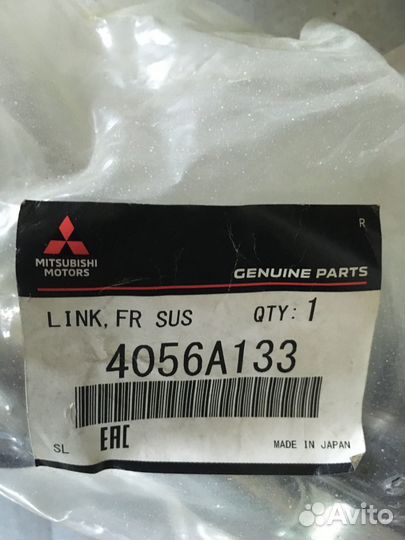 R
MITSUBISHI
MOTORS
GENUINE PARTS
LINK, FR SUS QTY: 1
4056A133
SL EAC MADE IN JAPAN
Avito